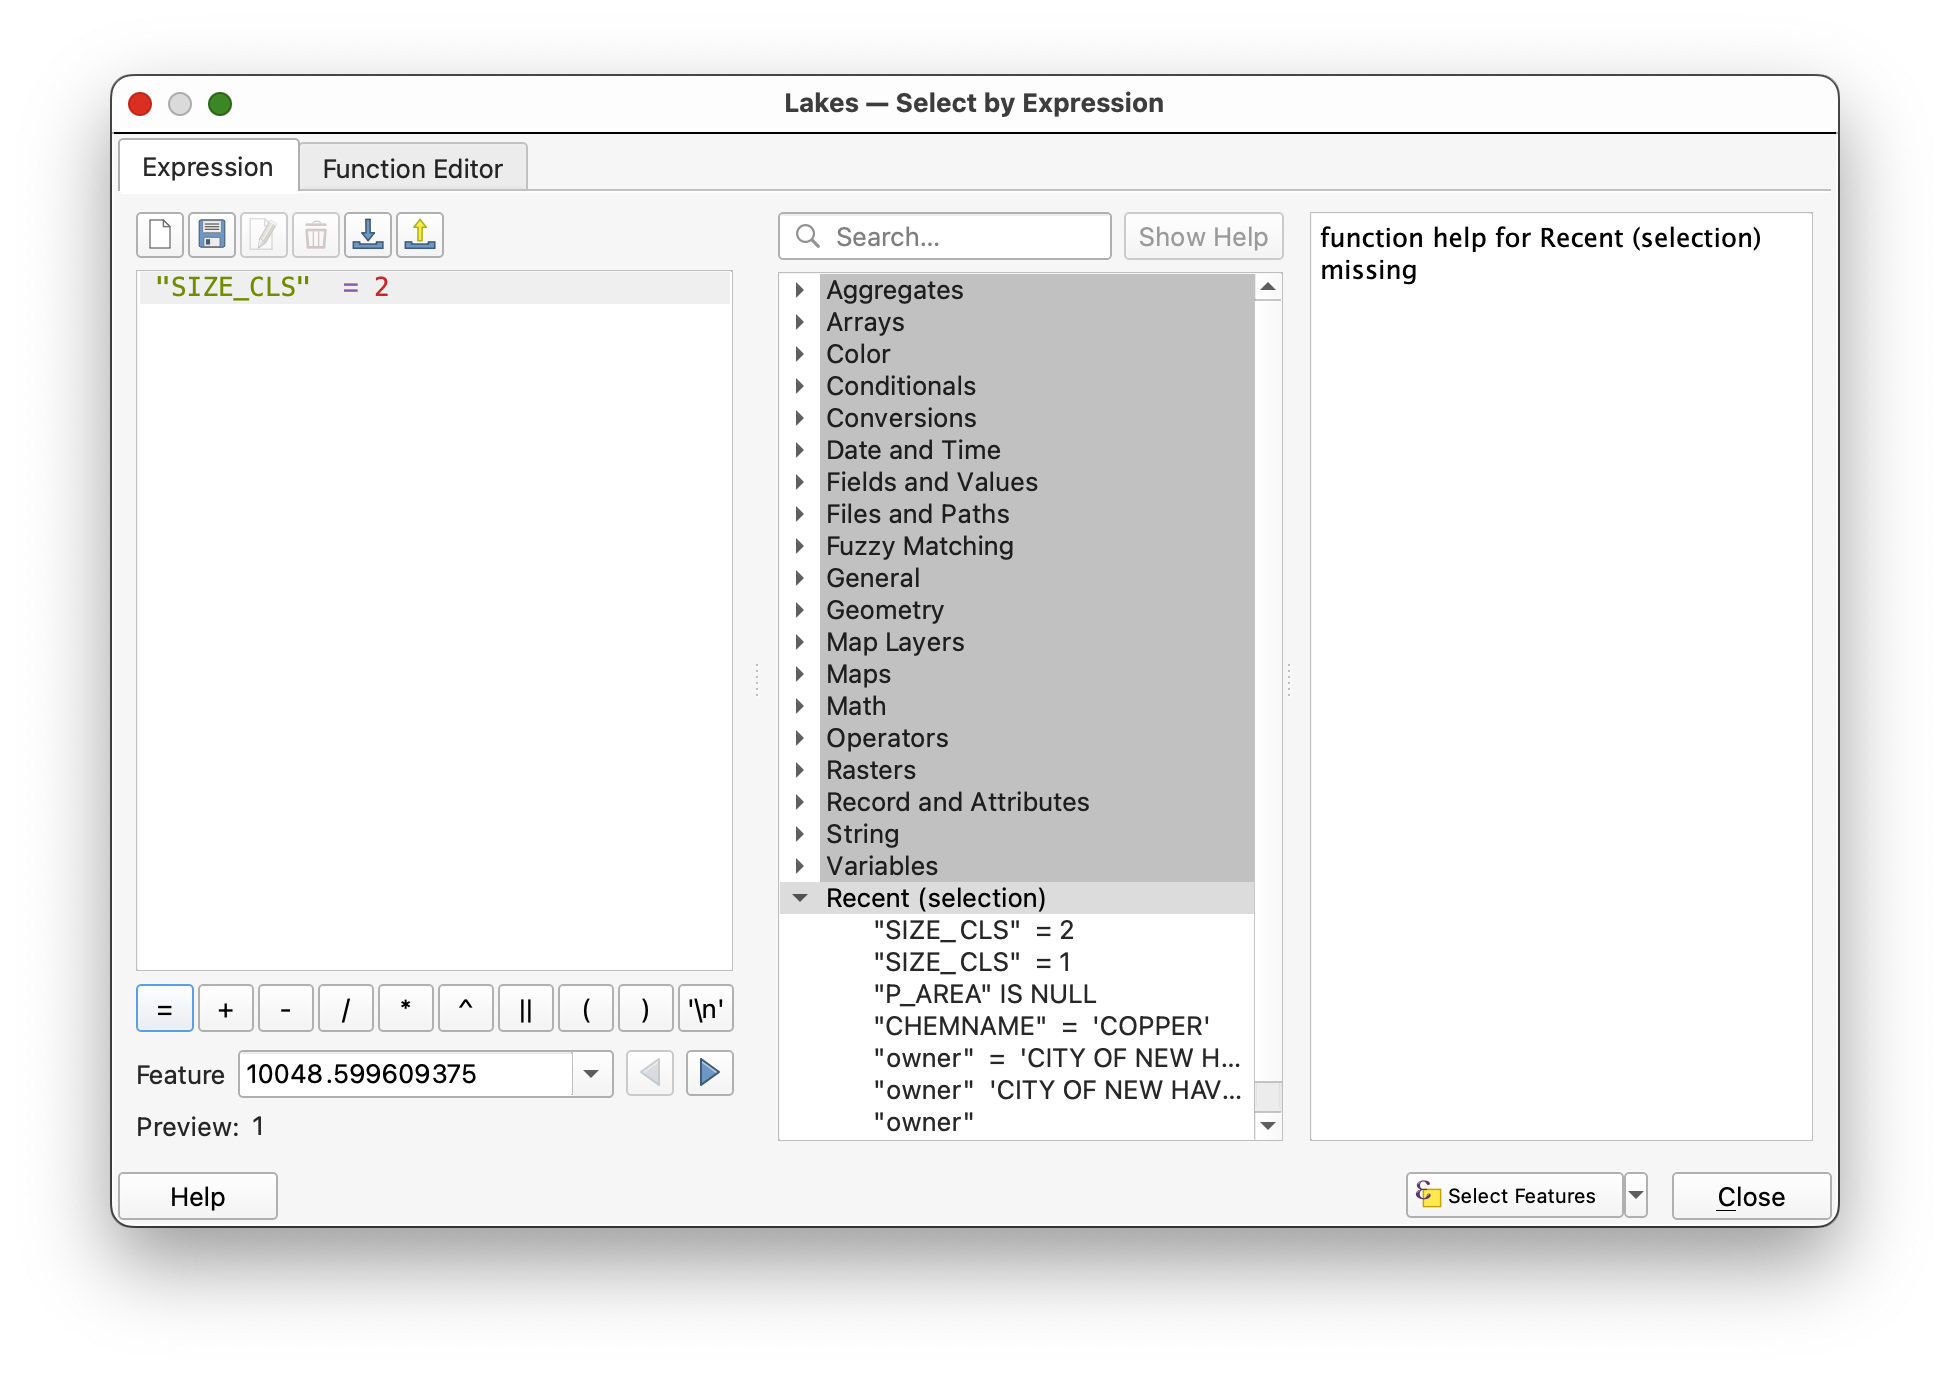 Lakes — Select by Expression
Expression
Function Editor
"SIZE_CLS"  = 2
=
+
-
/
*
^
||
(
)
'\n'
Feature
10048.599609375
Preview: 1
Search...
Show Help
Aggregates
Arrays
Color
Conditionals
Conversions
Date and Time
Fields and Values
Files and Paths
Fuzzy Matching
General
Geometry
Map Layers
Maps
Math
Operators
Rasters
Record and Attributes
String
Variables
Recent (selection)
"SIZE_CLS"  = 2
"SIZE_CLS"  = 1
"P_AREA" IS NULL
"CHEMNAME"  =  'COPPER'
"owner"  =  'CITY OF NEW H...
"owner"  'CITY OF NEW HAV...
"owner"
function help for Recent (selection)
missing
Help
Select Features
Close